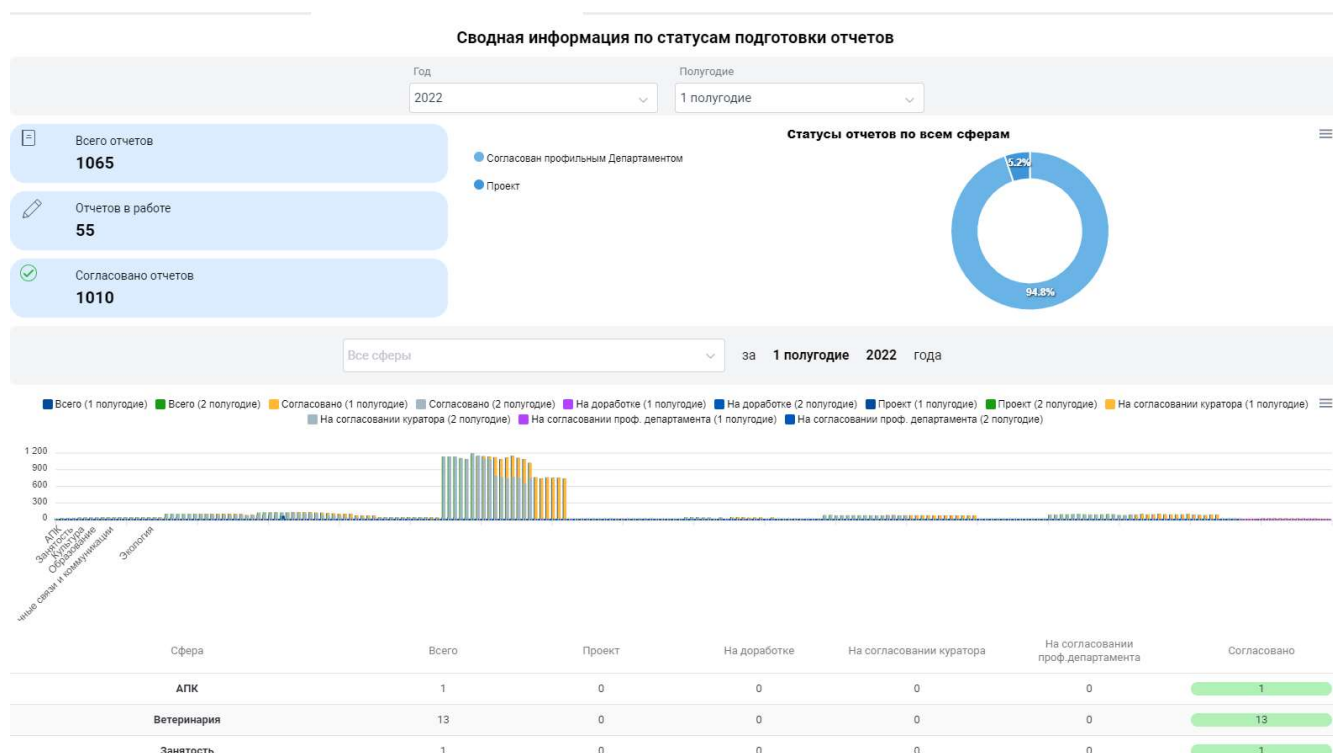 Сводная информация по статусам подготовки отчетов
Год
Полугодие
2022
1 полугодие
Всего отчетов
1065
Отчетов в работе
55
Согласовано отчетов
1010
Статусы отчетов по всем сферам
Согласован профильным Департаментом
Проект
5.2%
94.8%
Все сферы
за 1 полугодие 2022 года
Всего (1 полугодие) Всего (2 полугодие) Согласовано (1 полугодие) Согласовано (2 полугодие) На доработке (1 полугодие) На доработке (2 полугодие) Проект (1 полугодие) Проект (2 полугодие) На согласовании куратора (1 полугодие)
На согласовании куратора (2 полугодие) На согласовании проф. департамента (1 полугодие) На согласовании проф. департамента (2 полугодие)
1 200
900
600
300
0
АПК
Занятость
Культура
Образование
чные связи и коммуникации
Экология
Сфера Всего Проект На доработке На согласовании куратора На согласовании проф.департамента Согласовано
АПК 1 0 0 0 0 1
Ветеринария 13 0 0 0 0 13
Занятость 1 0 0 0 0 1